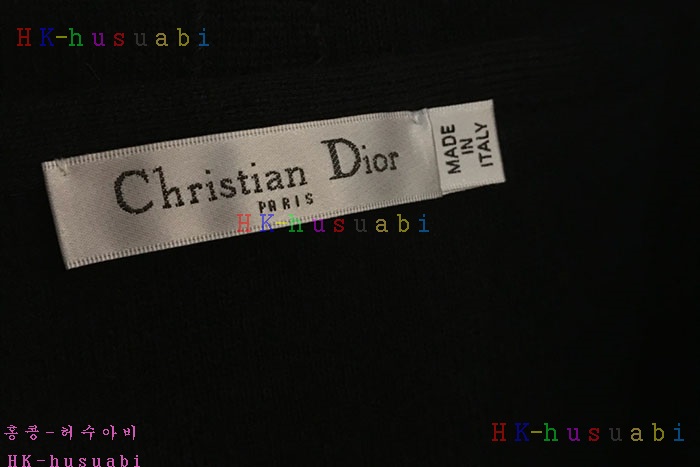 HK-husuabi
Christian Dior
PARIS
MADE
IN
ITALY
HK-husuabi
홍콩-허수아비
HK-husuabi
HK-husuabi